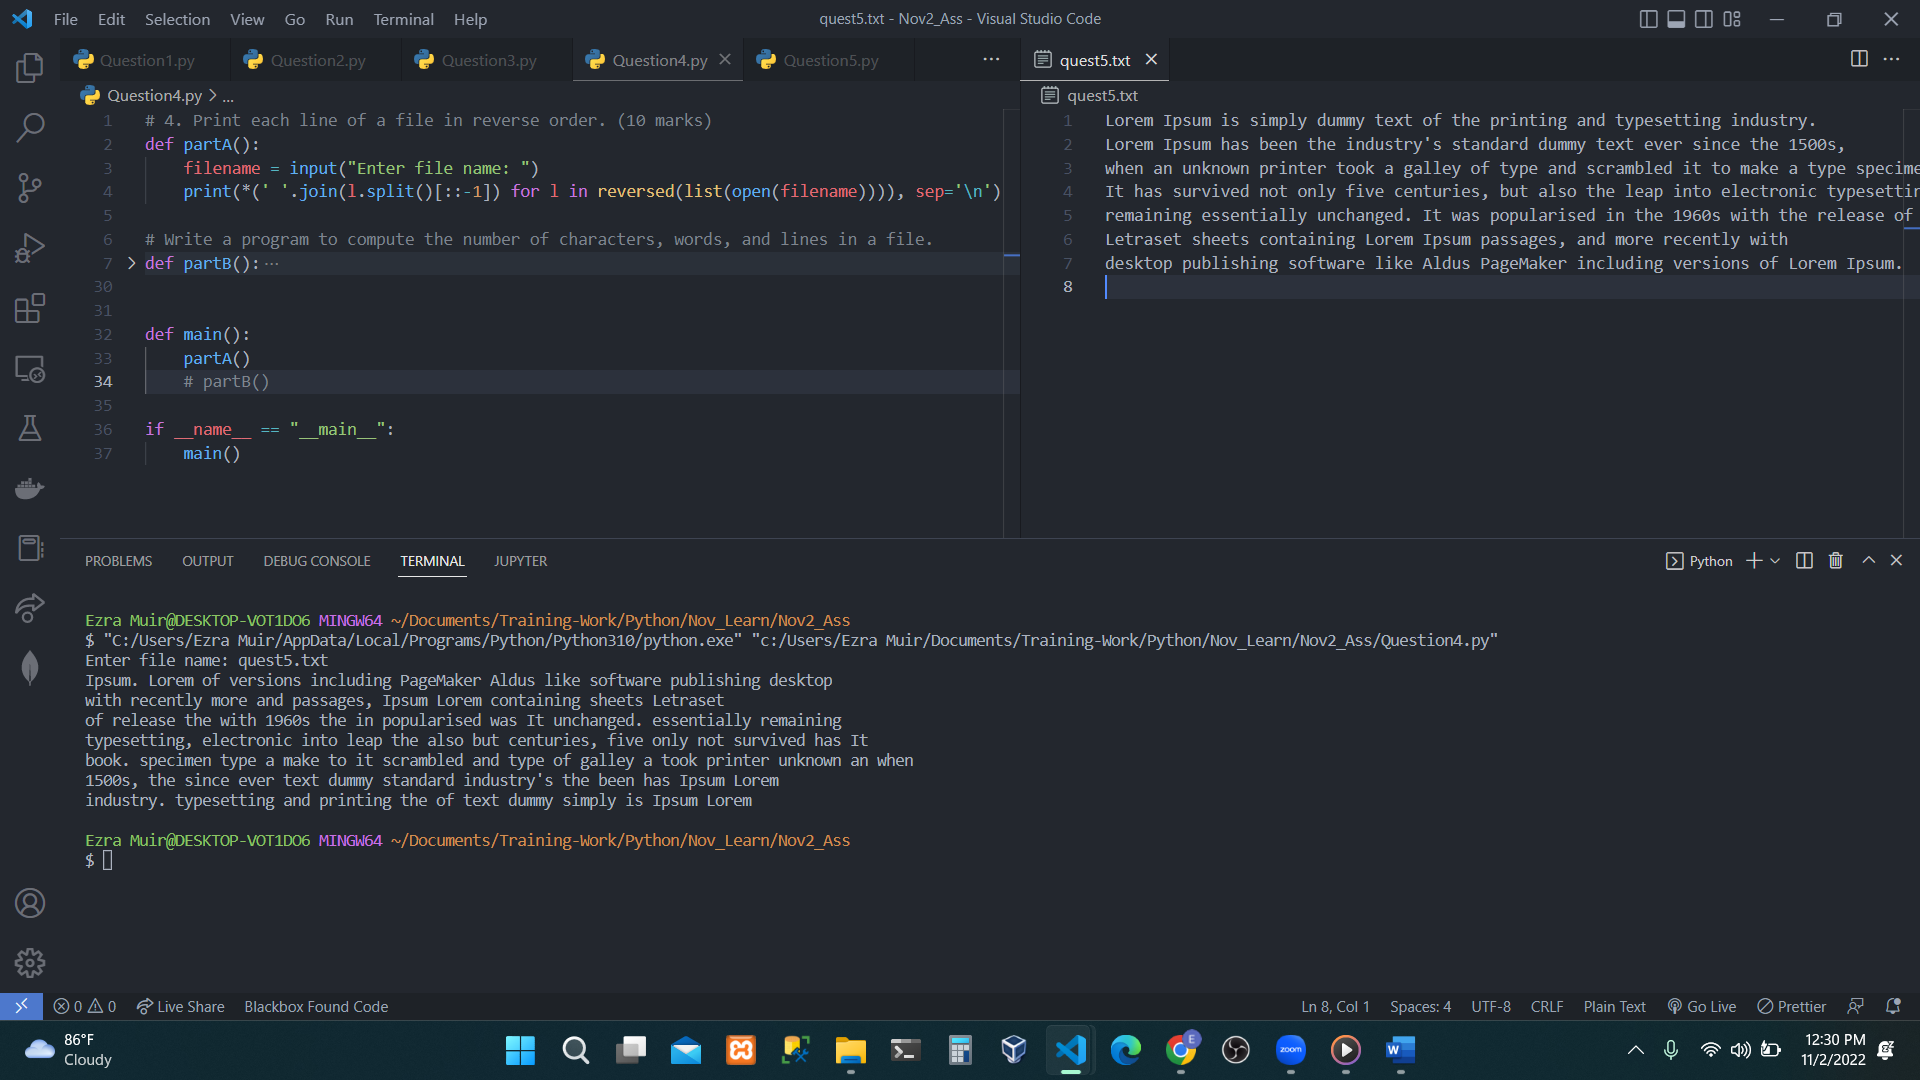 File Edit Selection View Go Run Terminal Help
quest5.txt - Nov2_Ass - Visual Studio Code
Question1.py Question2.py Question3.py Question4.py Question5.py
Question4.py > ...
1 # 4. Print each line of a file in reverse order. (10 marks)
2 def partA():
3 filename = input("Enter file name: ")
4 print(*(' '.join(l.split()[::-1]) for l in reversed(list(open(filename)))), sep='\n')
5
6 # Write a program to compute the number of characters, words, and lines in a file.
7 def partB():...
30
31
32 def main():
33 partA()
34 # partB()
35
36 if __name__ == "__main__":
37 main()
quest5.txt
quest5.txt
1 Lorem Ipsum is simply dummy text of the printing and typesetting industry.
2 Lorem Ipsum has been the industry's standard dummy text ever since the 1500s,
3 when an unknown printer took a galley of type and scrambled it to make a type specime
4 It has survived not only five centuries, but also the leap into electronic typesettin
5 remaining essentially unchanged. It was popularised in the 1960s with the release of
6 Letraset sheets containing Lorem Ipsum passages, and more recently with
7 desktop publishing software like Aldus PageMaker including versions of Lorem Ipsum.
8
PROBLEMS OUTPUT DEBUG CONSOLE TERMINAL JUPYTER
Python
Ezra Muir@DESKTOP-VOT1DO6 MINGW64 ~/Documents/Training-Work/Python/Nov_Learn/Nov2_Ass
$ "C:/Users/Ezra Muir/AppData/Local/Programs/Python/Python310/python.exe" "c:/Users/Ezra Muir/Documents/Training-Work/Python/Nov_Learn/Nov2_Ass/Question4.py"
Enter file name: quest5.txt
Ipsum. Lorem of versions including PageMaker Aldus like software publishing desktop
with recently more and passages, Ipsum Lorem containing sheets Letraset
of release the with 1960s the in popularised was It unchanged. essentially remaining
typesetting, electronic into leap the also but centuries, five only not survived has It
book. specimen type a make to it scrambled and type of galley a took printer unknown an when
1500s, the since ever text dummy standard industry's the been has Ipsum Lorem
industry. typesetting and printing the of text dummy simply is Ipsum Lorem
Ezra Muir@DESKTOP-VOT1DO6 MINGW64 ~/Documents/Training-Work/Python/Nov_Learn/Nov2_Ass
$
0 0 Live Share Blackbox Found Code
Ln 8, Col 1 Spaces: 4 UTF-8 CRLF Plain Text Go Live Prettier
86°F
Cloudy
E
zoom
W
12:30 PM
11/2/2022